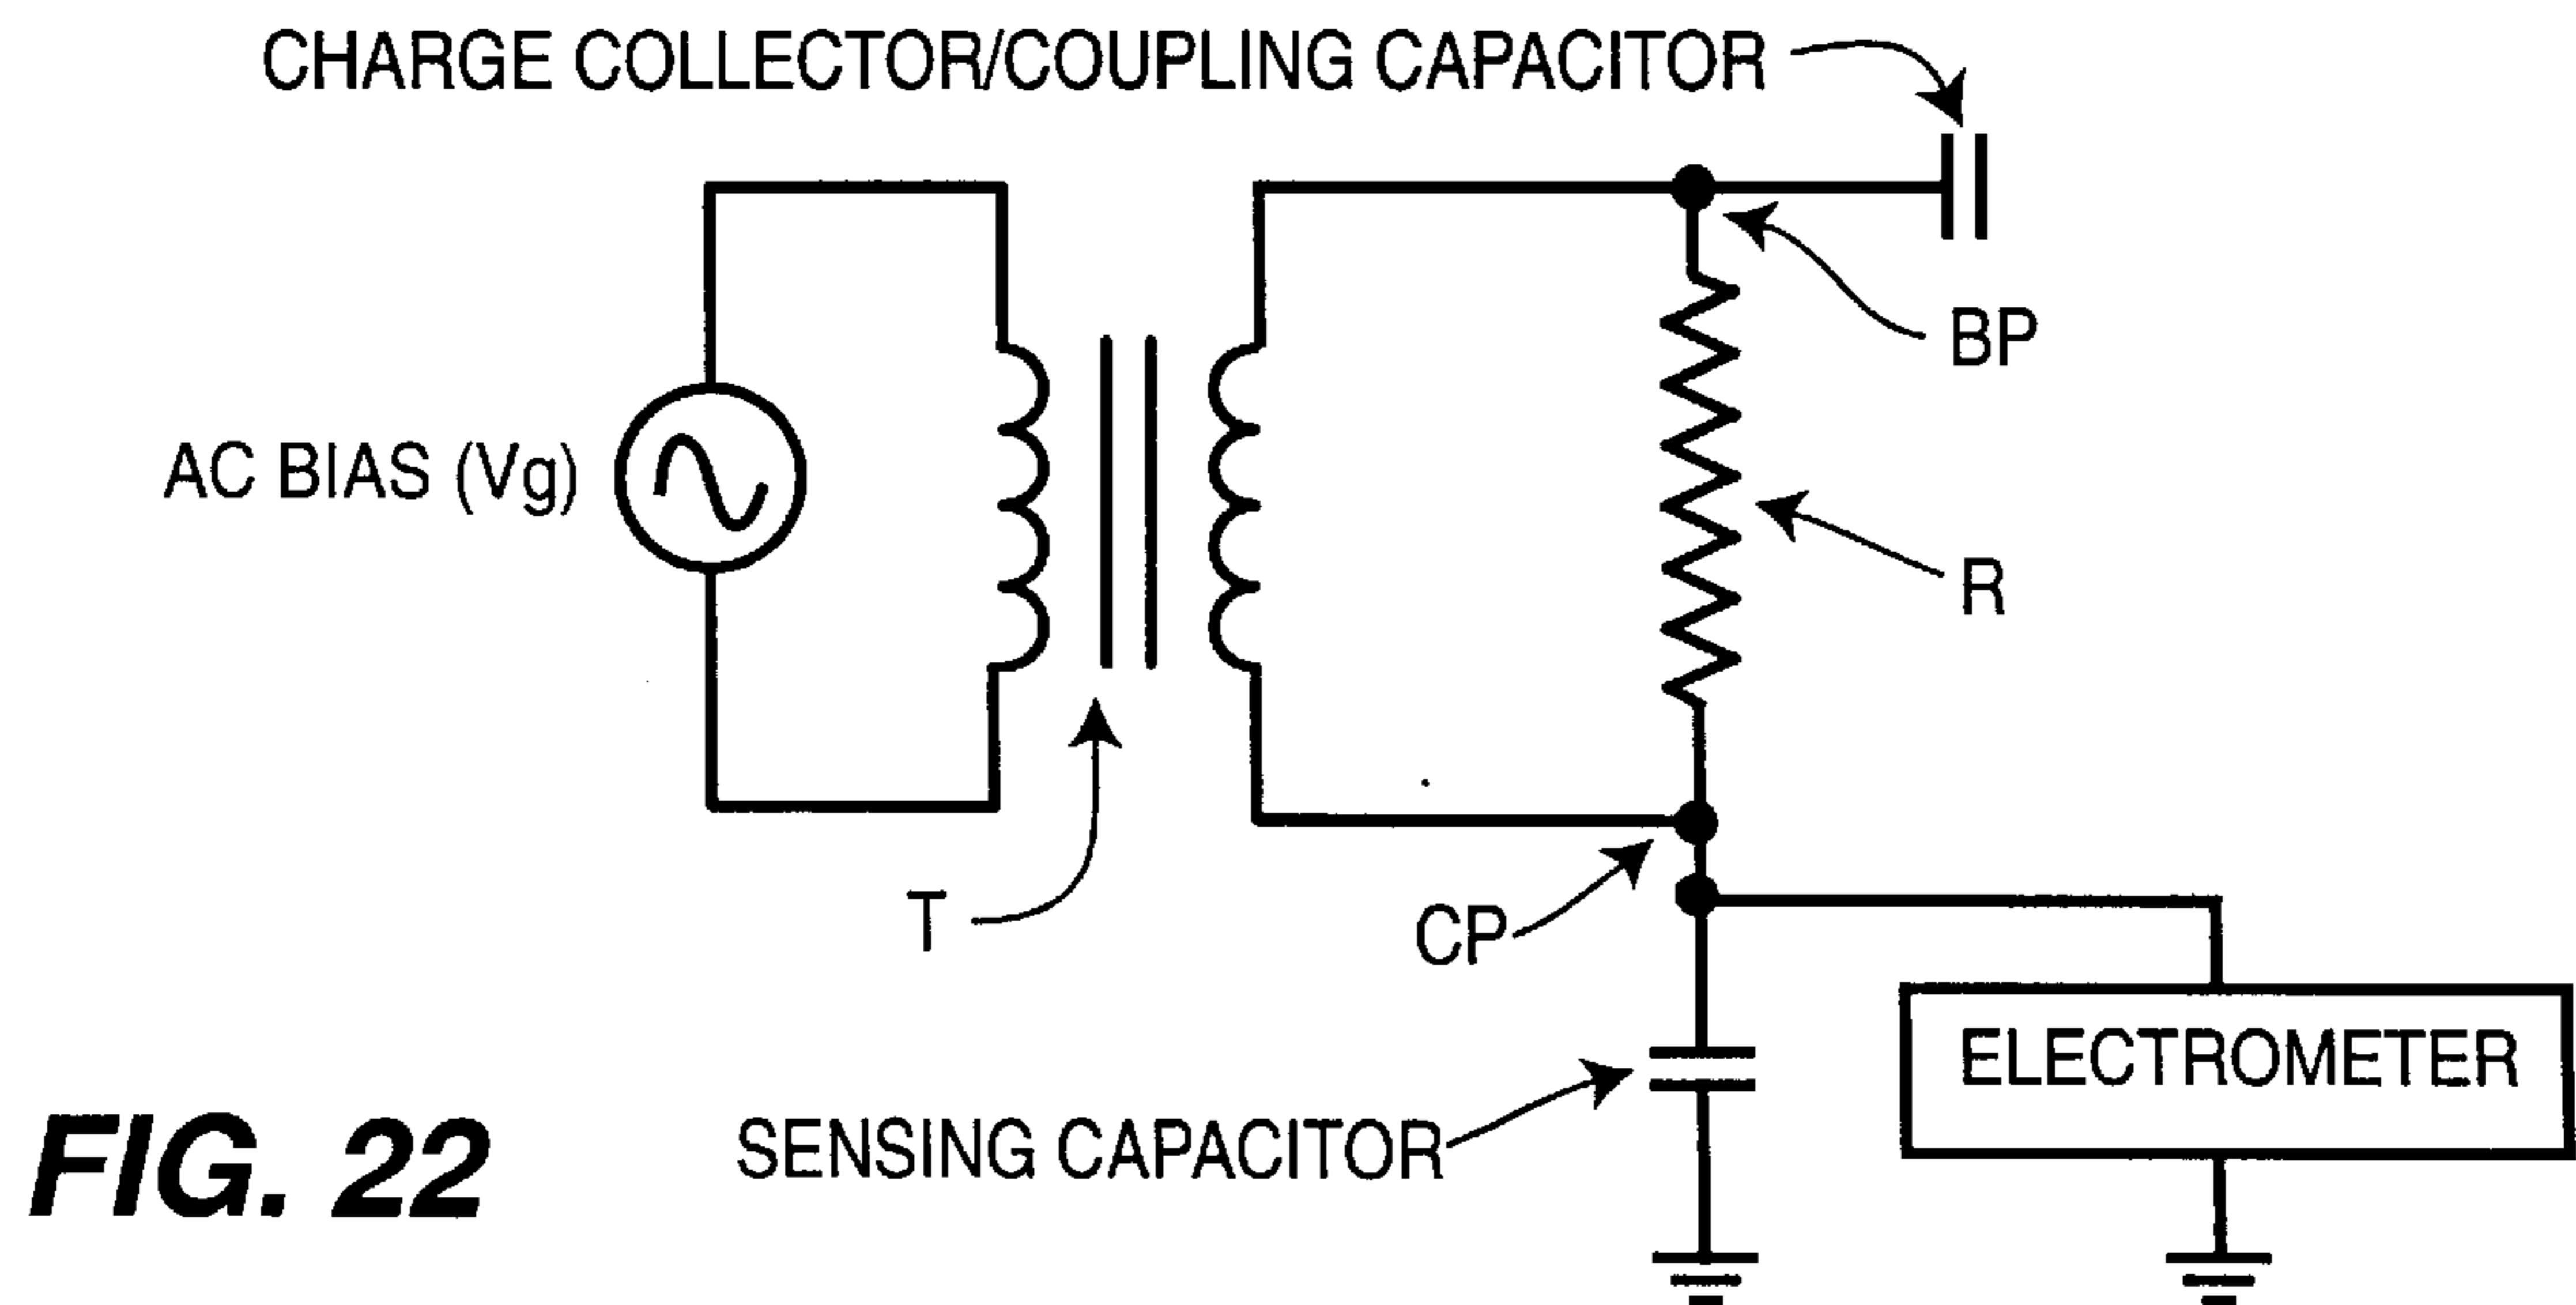 CHARGE COLLECTOR/COUPLING CAPACITOR
BP
AC BIAS (Vg)
R
T
CP
ELECTROMETER
SENSING CAPACITOR
FIG. 22